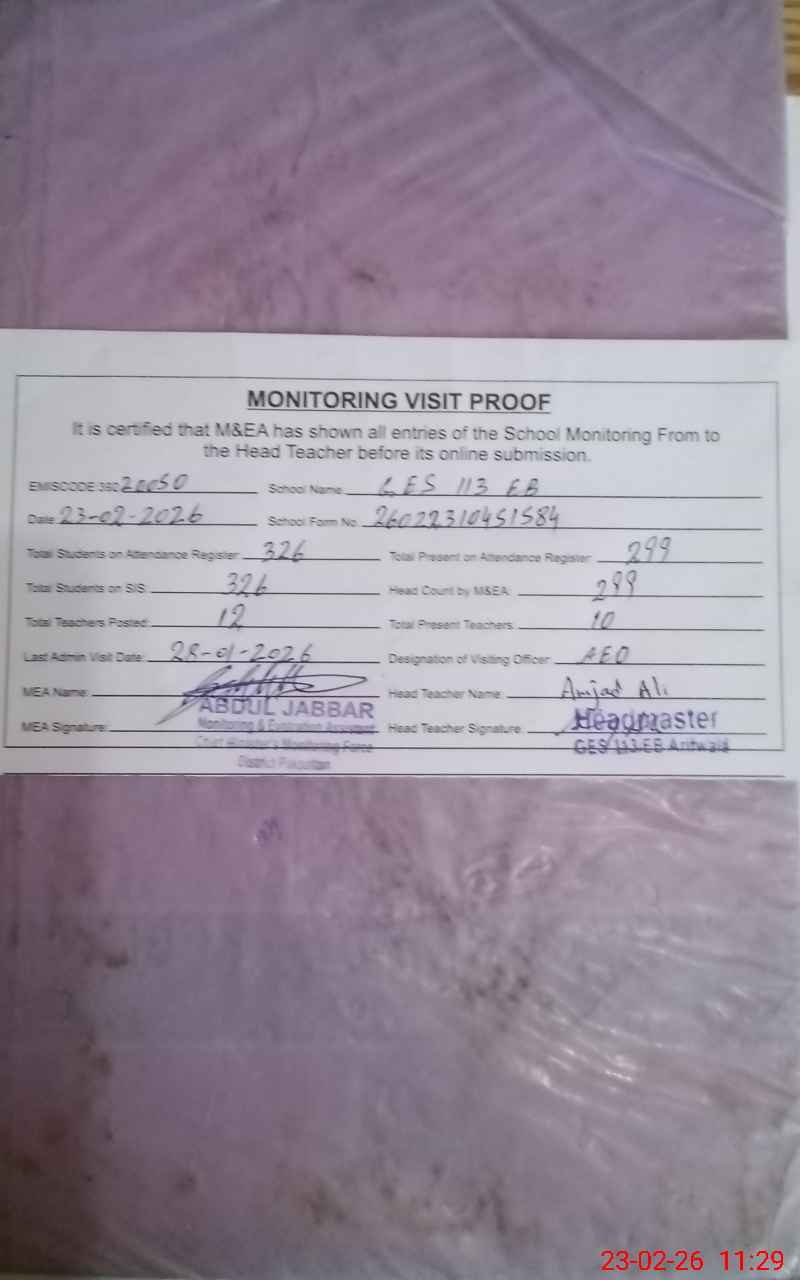 MONITORING VISIT PROOF
It is certified that M&EA has shown all entries of the School Monitoring From to
the Head Teacher before its online submission.
EMISCODE 39020050 School Name: GES 113 EB
Date 23-02-2026 School Form No. 26022310451584
Total Students on Attendance Register: 326 Total Present on Attendance Register: 299
Total Students on SIS: 326 Head Count by M&EA: 299
Total Teachers Posted: 12 Total Present Teachers: 10
Last Admin Visit Date: 28-01-2026 Designation of Visiting Officer: AEO
MEA Name: Head Teacher Name: Amjad Ali
ABDUL JABBAR
MEA Signature: Monitoring & Evaluation Assistant Head Teacher Signature: Headmaster
Chief Minister's Monitoring Force GES 113 EB Arifwala
District Pakpattan
23-02-26 11:29